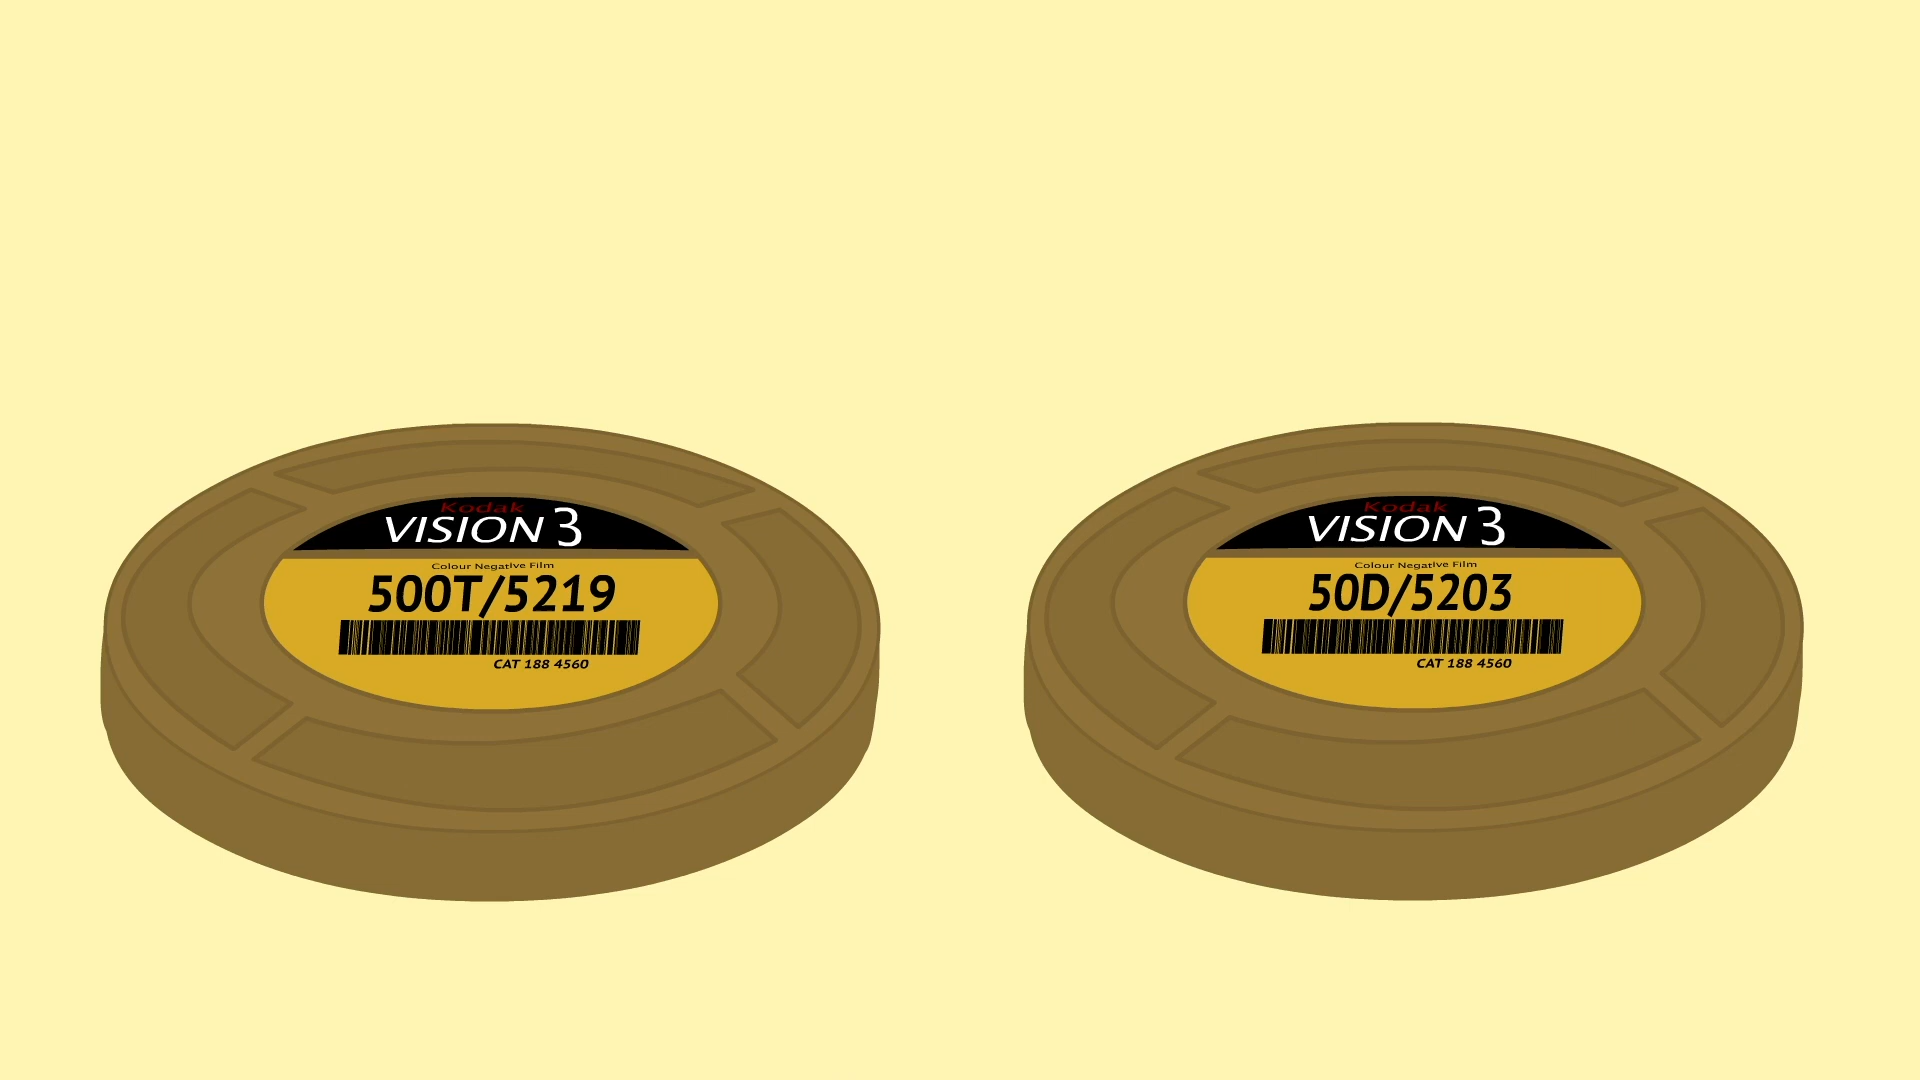 Kodak
VISION 3
Colour Negative Film
500T/5219
CAT 188 4560
Kodak
VISION 3
Colour Negative Film
50D/5203
CAT 188 4560